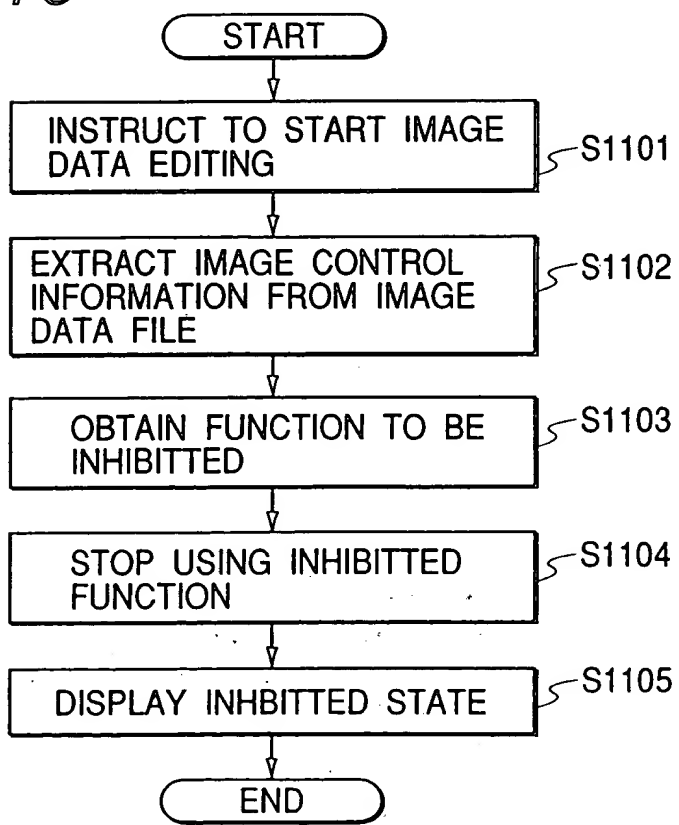 START
INSTRUCT TO START IMAGE
DATA EDITING
S1101
EXTRACT IMAGE CONTROL
INFORMATION FROM IMAGE
DATA FILE
S1102
OBTAIN FUNCTION TO BE
INHIBITTED
S1103
STOP USING INHIBITTED
FUNCTION
S1104
DISPLAY INHBITTED STATE
S1105
END